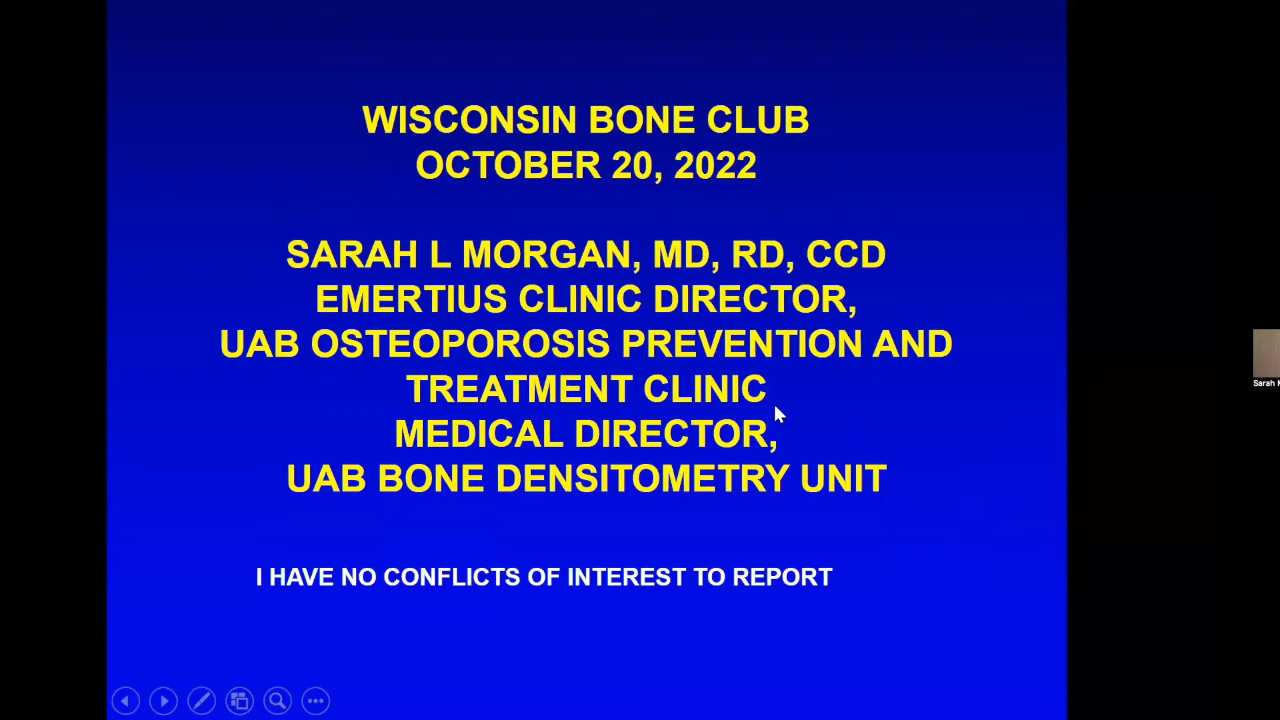 WISCONSIN BONE CLUB
OCTOBER 20, 2022
SARAH L MORGAN, MD, RD, CCD
EMERTIUS CLINIC DIRECTOR,
UAB OSTEOPOROSIS PREVENTION AND
TREATMENT CLINIC
MEDICAL DIRECTOR,
UAB BONE DENSITOMETRY UNIT
I HAVE NO CONFLICTS OF INTEREST TO REPORT
Sarah M